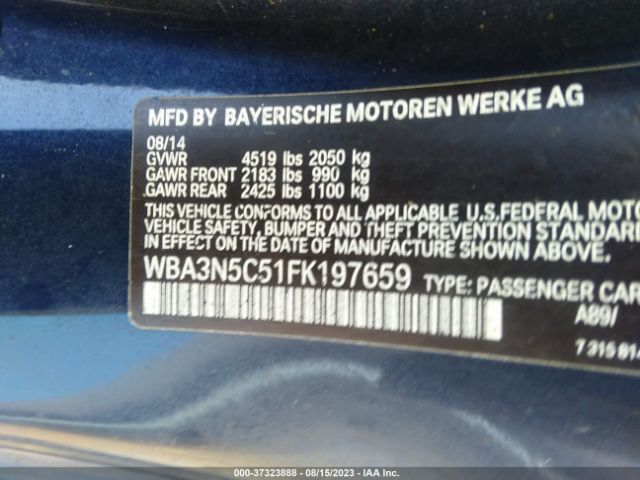 MFD BY BAYERISCHE MOTOREN WERKE AG
08/14
GVWR 4519 lbs 2050 kg
GAWR FRONT 2183 lbs 990 kg
GAWR REAR 2425 lbs 1100 kg
THIS VEHICLE CONFORMS TO ALL APPLICABLE U.S.FEDERAL MOTO
VEHICLE SAFETY, BUMPER AND THEFT PREVENTION STANDA
IN EFFECT ON THE DATE OF MANUFACTURE SHOWN ABOVE.
WBA3N5C51FK197659 TYPE: PASSENGER CAR
A89/
731581
000-37323888 - 08/15/2023 - IAA Inc.